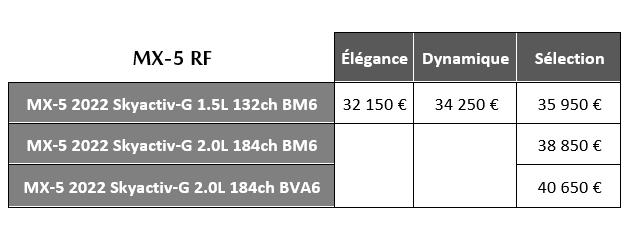 MX-5 RF Élégance Dynamique Sélection
MX-5 2022 Skyactiv-G 1.5L 132ch BM6 32 150 € 34 250 € 35 950 €
MX-5 2022 Skyactiv-G 2.0L 184ch BM6 38 850 €
MX-5 2022 Skyactiv-G 2.0L 184ch BVA6 40 650 €